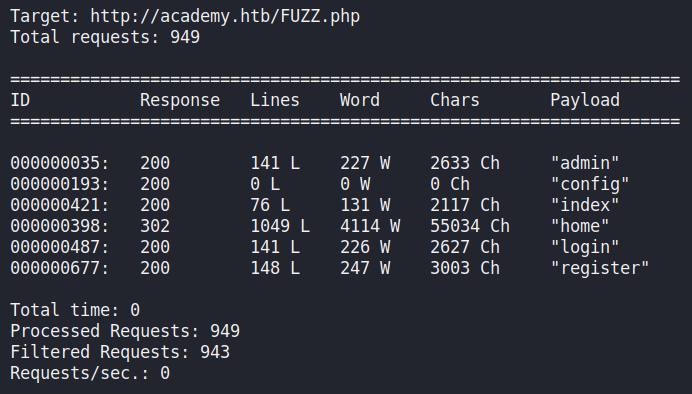 Target: http://academy.htb/FUZZ.php
Total requests: 949
===================================================================
ID           Response   Lines    Word     Chars       Payload
===================================================================
000000035:   200        141 L    227 W    2633 Ch     "admin"
000000193:   200        0 L      0 W      0 Ch        "config"
000000421:   200        76 L     131 W    2117 Ch     "index"
000000398:   302        1049 L   4114 W   55034 Ch    "home"
000000487:   200        141 L    226 W    2627 Ch     "login"
000000677:   200        148 L    247 W    3003 Ch     "register"
Total time: 0
Processed Requests: 949
Filtered Requests: 943
Requests/sec.: 0